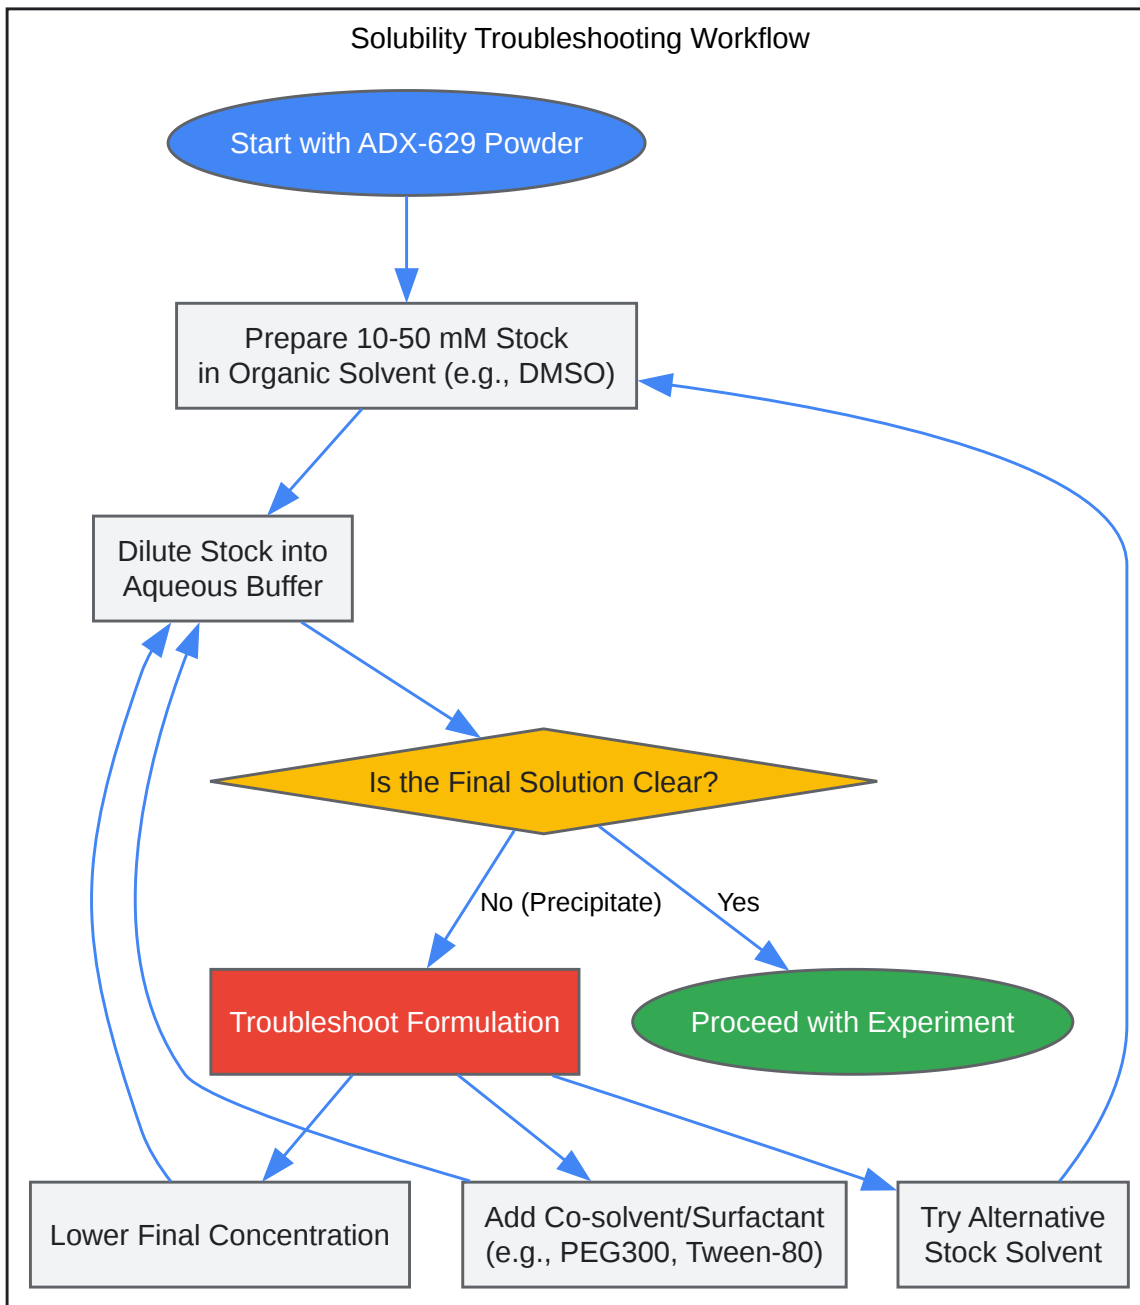 Solubility Troubleshooting Workflow
Start with ADX-629 Powder
Prepare 10-50 mM Stock
in Organic Solvent (e.g., DMSO)
Dilute Stock into
Aqueous Buffer
Is the Final Solution Clear?
No (Precipitate)
Yes
Troubleshoot Formulation
Proceed with Experiment
Lower Final Concentration
Add Co-solvent/Surfactant
(e.g., PEG300, Tween-80)
Try Alternative
Stock Solvent